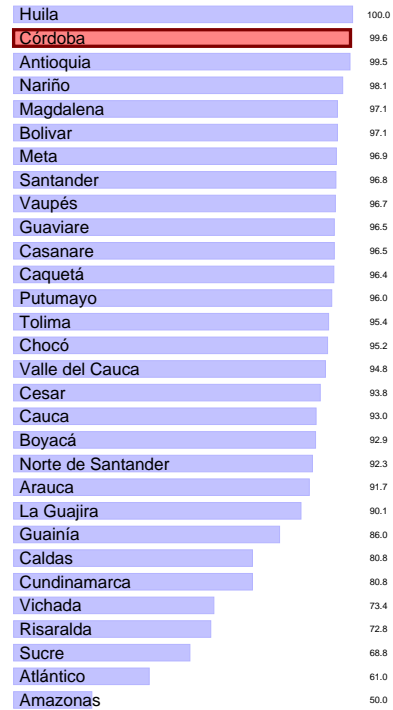 Huila 100.0
Córdoba 99.6
Antioquia 99.5
Nariño 98.1
Magdalena 97.1
Bolivar 97.1
Meta 96.9
Santander 96.8
Vaupés 96.7
Guaviare 96.5
Casanare 96.5
Caquetá 96.4
Putumayo 96.0
Tolima 95.4
Chocó 95.2
Valle del Cauca 94.8
Cesar 93.8
Cauca 93.0
Boyacá 92.9
Norte de Santander 92.3
Arauca 91.7
La Guajira 90.1
Guainía 86.0
Caldas 80.8
Cundinamarca 80.8
Vichada 73.4
Risaralda 72.8
Sucre 68.8
Atlántico 61.0
Amazonas 50.0